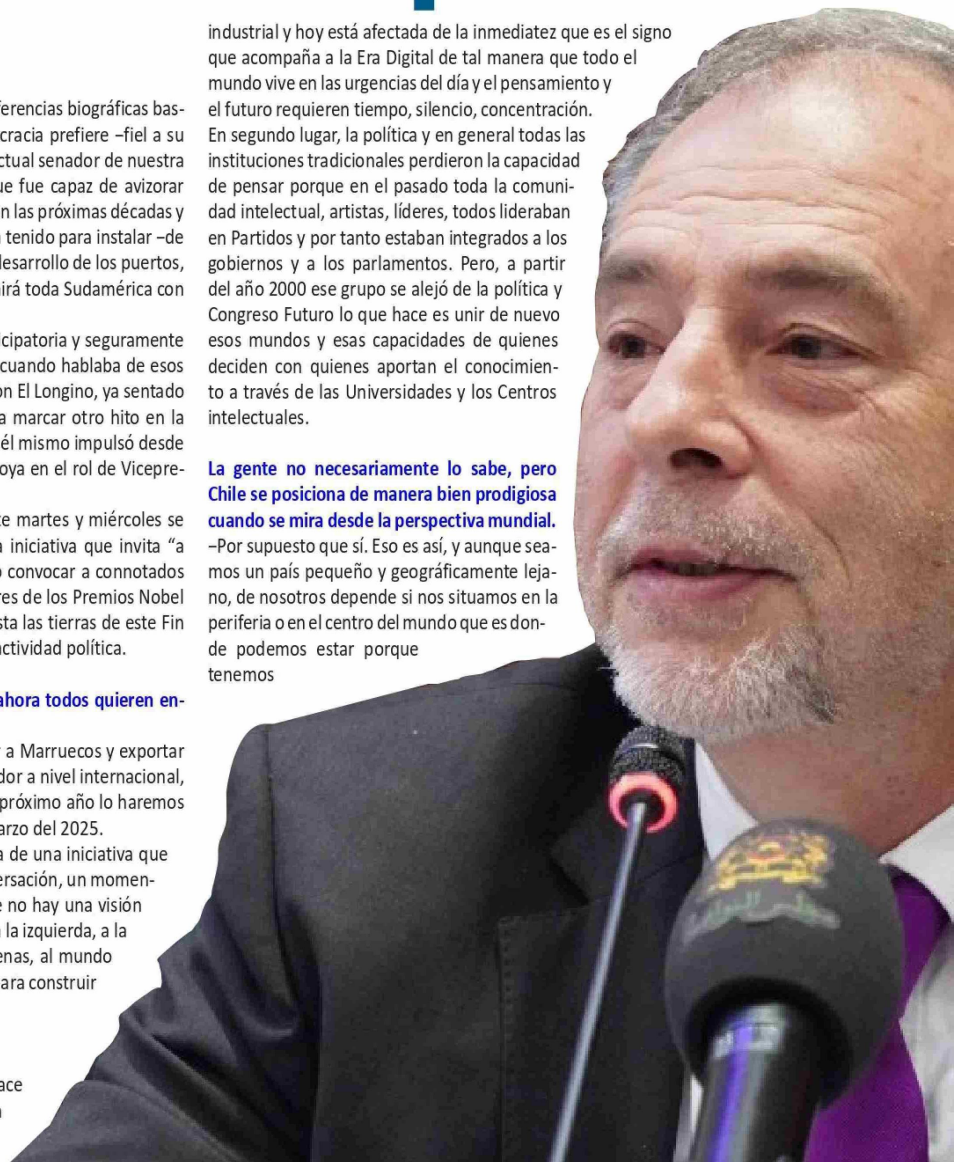 ferencias biográficas bas-
cracia prefiere –fiel a su
ctual senador de nuestra
ue fue capaz de avizorar
n las próximas décadas y
tenido para instalar –de
desarrollo de los puertos,
irá toda Sudamérica con
cipatoria y seguramente
cuando hablaba de esos
on El Longino, ya sentado
a marcar otro hito en la
él mismo impulsó desde
oya en el rol de Vicepre-
te martes y miércoles se
a iniciativa que invita “a
o convocar a connotados
res de los Premios Nobel
sta las tierras de este Fin
actividad política.
ahora todos quieren en-
a Marruecos y exportar
dor a nivel internacional,
próximo año lo haremos
arzo del 2025.
a de una iniciativa que
ersación, un momen-
e no hay una visión
la izquierda, a la
enas, al mundo
ara construir
ace
industrial y hoy está afectada de la inmediatez que es el signo
que acompaña a la Era Digital de tal manera que todo el
mundo vive en las urgencias del día y el pensamiento y
el futuro requieren tiempo, silencio, concentración.
En segundo lugar, la política y en general todas las
instituciones tradicionales perdieron la capacidad
de pensar porque en el pasado toda la comuni-
dad intelectual, artistas, líderes, todos lideraban
en Partidos y por tanto estaban integrados a los
gobiernos y a los parlamentos. Pero, a partir
del año 2000 ese grupo se alejó de la política y
Congreso Futuro lo que hace es unir de nuevo
esos mundos y esas capacidades de quienes
deciden con quienes aportan el conocimien-
to a través de las Universidades y los Centros
intelectuales.
La gente no necesariamente lo sabe, pero
Chile se posiciona de manera bien prodigiosa
cuando se mira desde la perspectiva mundial.
–Por supuesto que sí. Eso es así, y aunque sea-
mos un país pequeño y geográficamente leja-
no, de nosotros depende si nos situamos en la
periferia o en el centro del mundo que es don-
de podemos estar porque
tenemos